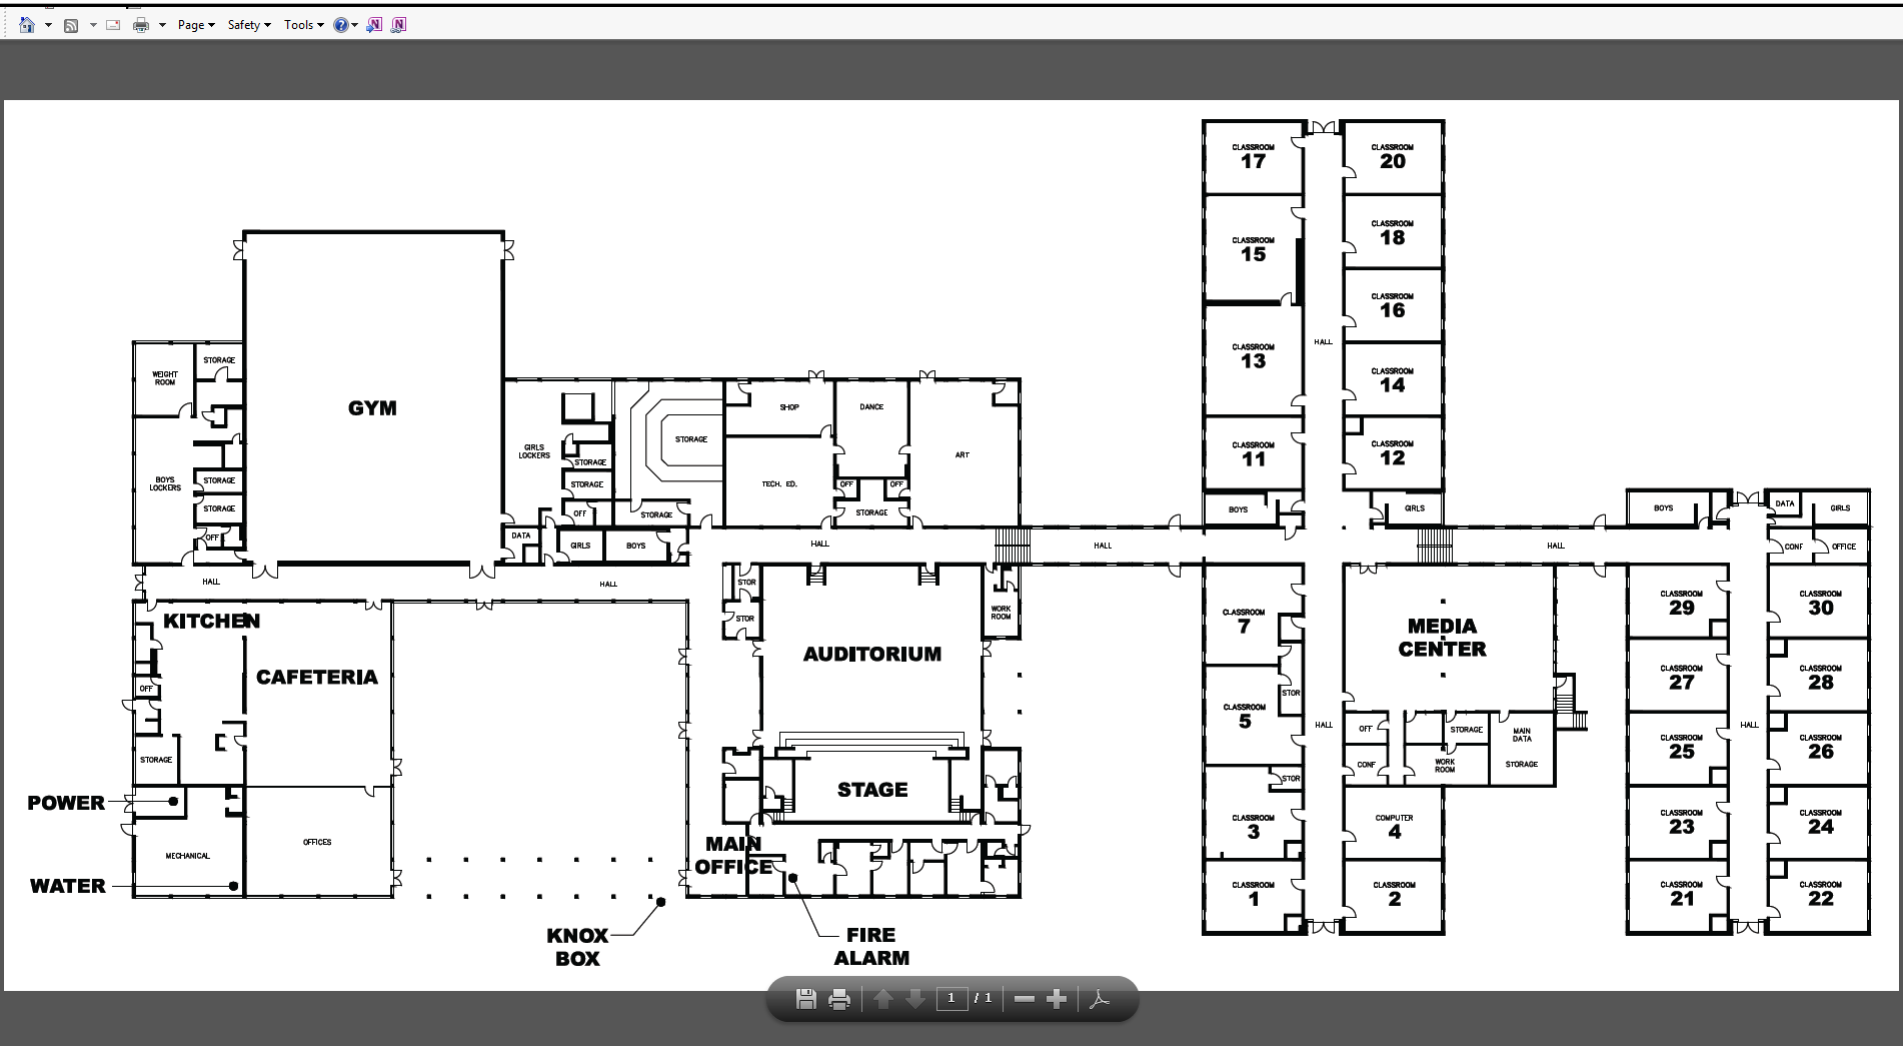 Page
Safety
Tools
CLASSROOM
17
CLASSROOM
20
CLASSROOM
15
CLASSROOM
18
CLASSROOM
16
HALL
CLASSROOM
13
CLASSROOM
14
CLASSROOM
11
CLASSROOM
12
BOYS
GIRLS
WEIGHT
ROOM
STORAGE
GYM
BOYS
LOCKERS
STORAGE
STORAGE
OFF
GIRLS
LOCKERS
STORAGE
STORAGE
OFF
STORAGE
STORAGE
DATA
GIRLS
BOYS
SHOP
DANCE
TECH. ED.
ART
OFF
OFF
STORAGE
HALL
HALL
HALL
BOYS
DATA
GIRLS
CONF
OFFICE
HALL
HALL
KITCHEN
CAFETERIA
OFF
STORAGE
POWER
MECHANICAL
OFFICES
WATER
STOR
STOR
WORK
ROOM
AUDITORIUM
STAGE
MAIN
OFFICE
KNOX
BOX
FIRE
ALARM
CLASSROOM
7
CLASSROOM
5
STOR
HALL
STOR
CLASSROOM
3
CLASSROOM
1
MEDIA
CENTER
OFF
STORAGE
MAIN
DATA
CONF
WORK
ROOM
STORAGE
COMPUTER
4
CLASSROOM
2
CLASSROOM
29
CLASSROOM
30
CLASSROOM
27
CLASSROOM
28
HALL
CLASSROOM
25
CLASSROOM
26
CLASSROOM
23
CLASSROOM
24
CLASSROOM
21
CLASSROOM
22
1 / 1